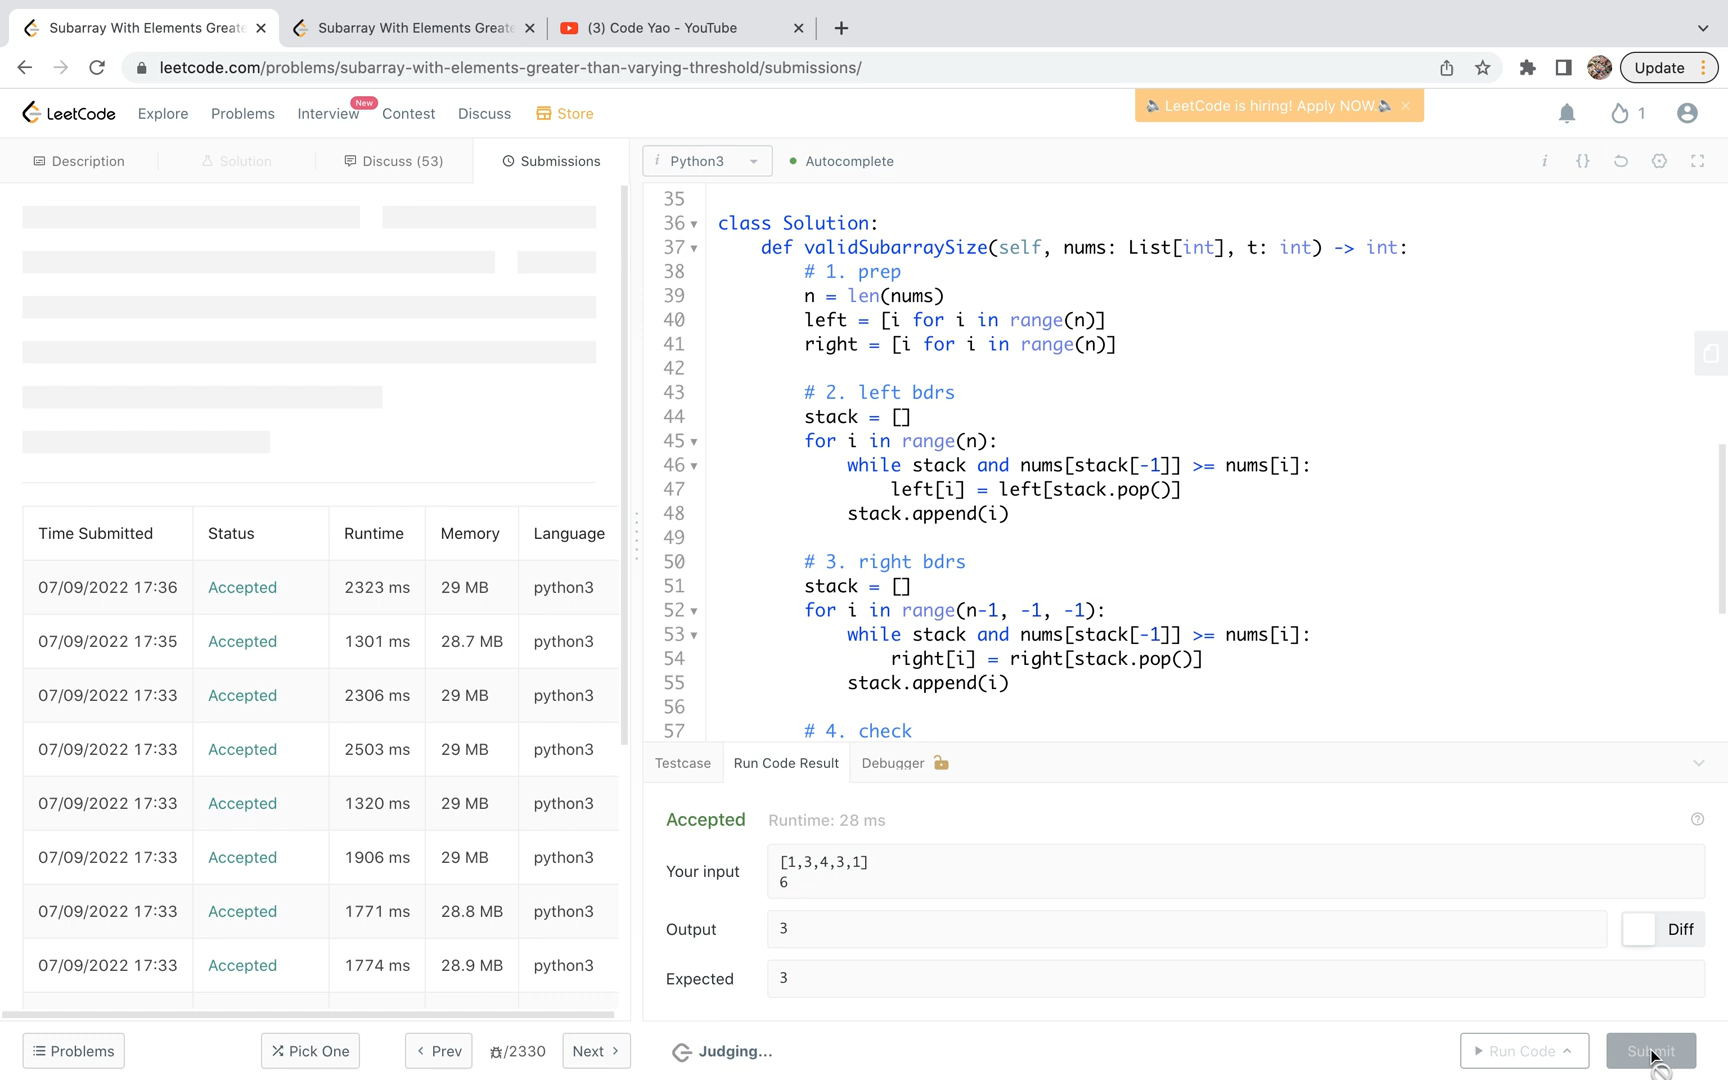 Subarray With Elements Greate
Subarray With Elements Greate
(3) Code Yao - YouTube
leetcode.com/problems/subarray-with-elements-greater-than-varying-threshold/submissions/
Update
LeetCode
Explore
Problems
Interview
New
Contest
Discuss
Store
LeetCode is hiring! Apply NOW.
1
Description
Solution
Discuss (53)
Submissions
i Python3
Autocomplete
i
{}
35
36 class Solution:
37 def validSubarraySize(self, nums: List[int], t: int) -> int:
38 # 1. prep
39 n = len(nums)
40 left = [i for i in range(n)]
41 right = [i for i in range(n)]
42
43 # 2. left bdrs
44 stack = []
45 for i in range(n):
46 while stack and nums[stack[-1]] >= nums[i]:
47 left[i] = left[stack.pop()]
48 stack.append(i)
49
50 # 3. right bdrs
51 stack = []
52 for i in range(n-1, -1, -1):
53 while stack and nums[stack[-1]] >= nums[i]:
54 right[i] = right[stack.pop()]
55 stack.append(i)
56
57 # 4. check
Time Submitted Status Runtime Memory Language
07/09/2022 17:36 Accepted 2323 ms 29 MB python3
07/09/2022 17:35 Accepted 1301 ms 28.7 MB python3
07/09/2022 17:33 Accepted 2306 ms 29 MB python3
07/09/2022 17:33 Accepted 2503 ms 29 MB python3
07/09/2022 17:33 Accepted 1320 ms 29 MB python3
07/09/2022 17:33 Accepted 1906 ms 29 MB python3
07/09/2022 17:33 Accepted 1771 ms 28.8 MB python3
07/09/2022 17:33 Accepted 1774 ms 28.9 MB python3
Testcase
Run Code Result
Debugger
Accepted Runtime: 28 ms
Your input
[1,3,4,3,1]
6
Output
3
Diff
Expected
3
Problems
Pick One
Prev
/2330
Next
Judging...
Run Code
Submit